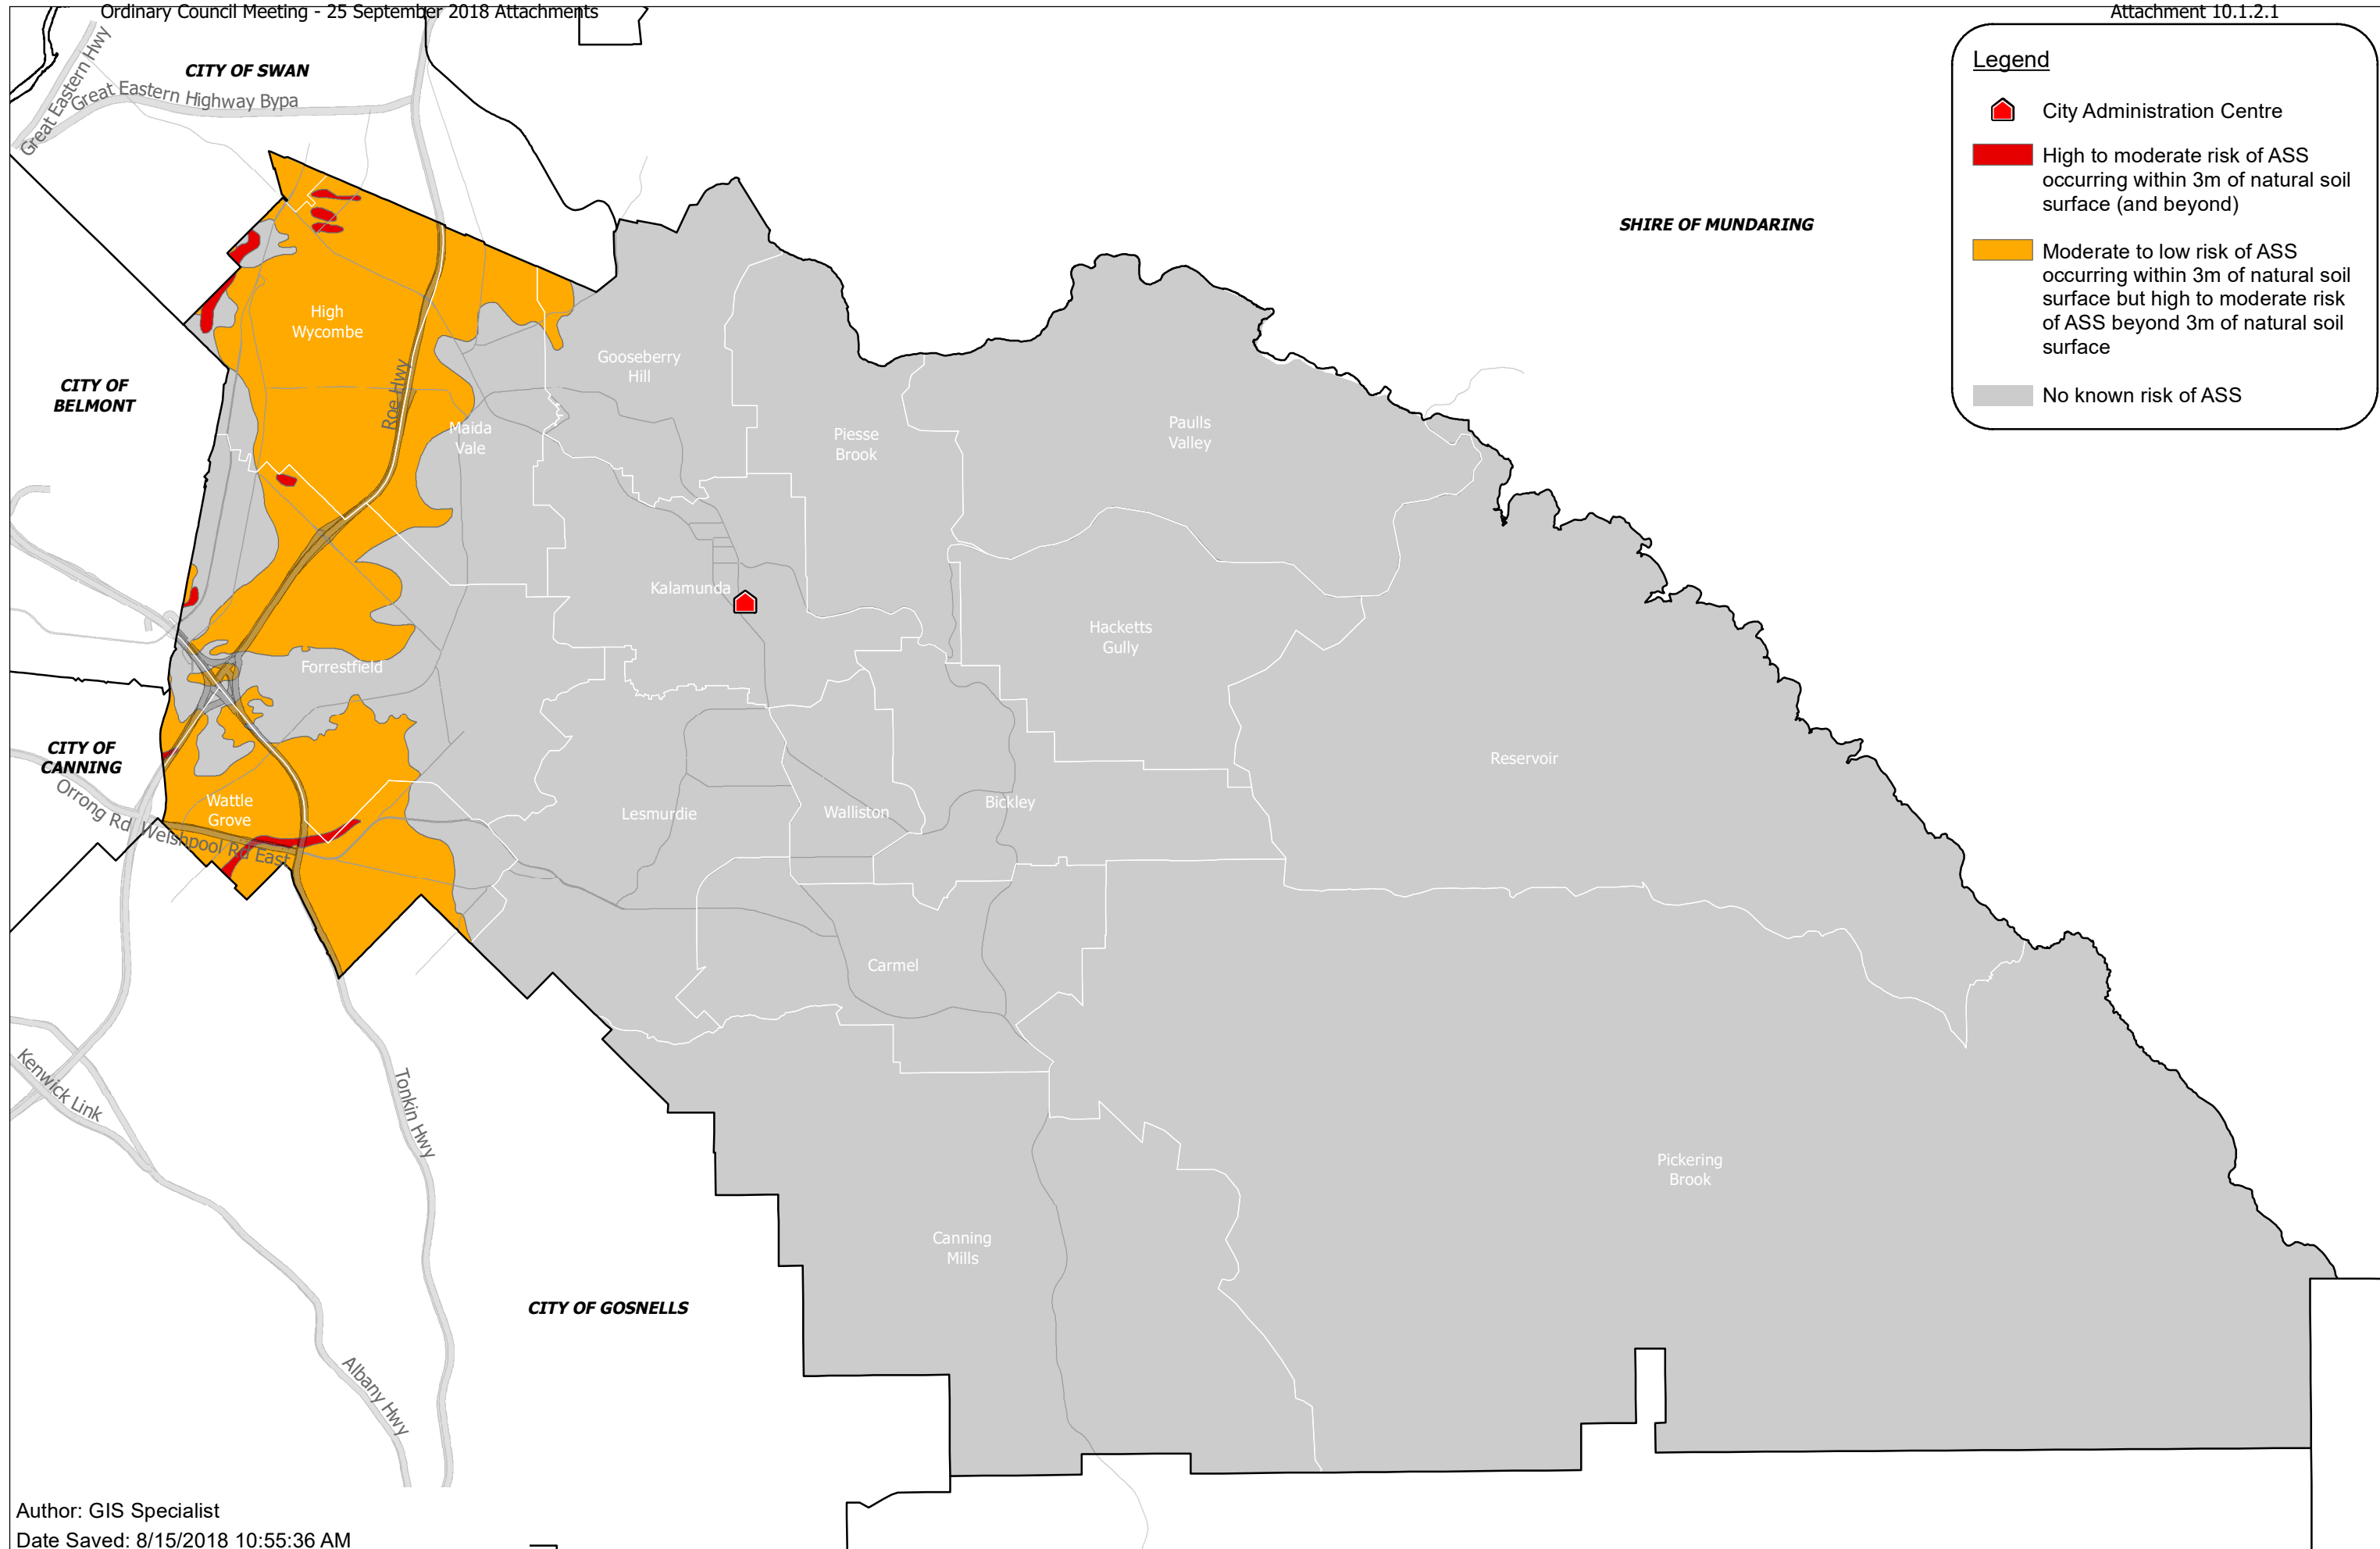 Ordinary Council Meeting - 25 September 2018 Attachments
Attachment 10.1.2.1
Legend
City Administration Centre
High to moderate risk of ASS
occurring within 3m of natural soil
surface (and beyond)
Moderate to low risk of ASS
occurring within 3m of natural soil
surface but high to moderate risk
of ASS beyond 3m of natural soil
surface
No known risk of ASS
Great Eastern Hwy
CITY OF SWAN
Great Eastern Highway Bypa
SHIRE OF MUNDARING
High
Wycombe
Gooseberry
Hill
CITY OF
BELMONT
Roe Hwy
Maida
Vale
Piesse
Brook
Paulls
Valley
Kalamunda
Hacketts
Gully
Forrestfield
CITY OF
CANNING
Reservoir
Orrong Rd
Wattle
Grove
Welshpool Rd East
Lesmurdie
Walliston
Bickley
Carmel
Kenwick Link
Tonkin Hwy
Pickering
Brook
Canning
Mills
CITY OF GOSNELLS
Albany Hwy
Author: GIS Specialist
Date Saved: 8/15/2018 10:55:36 AM